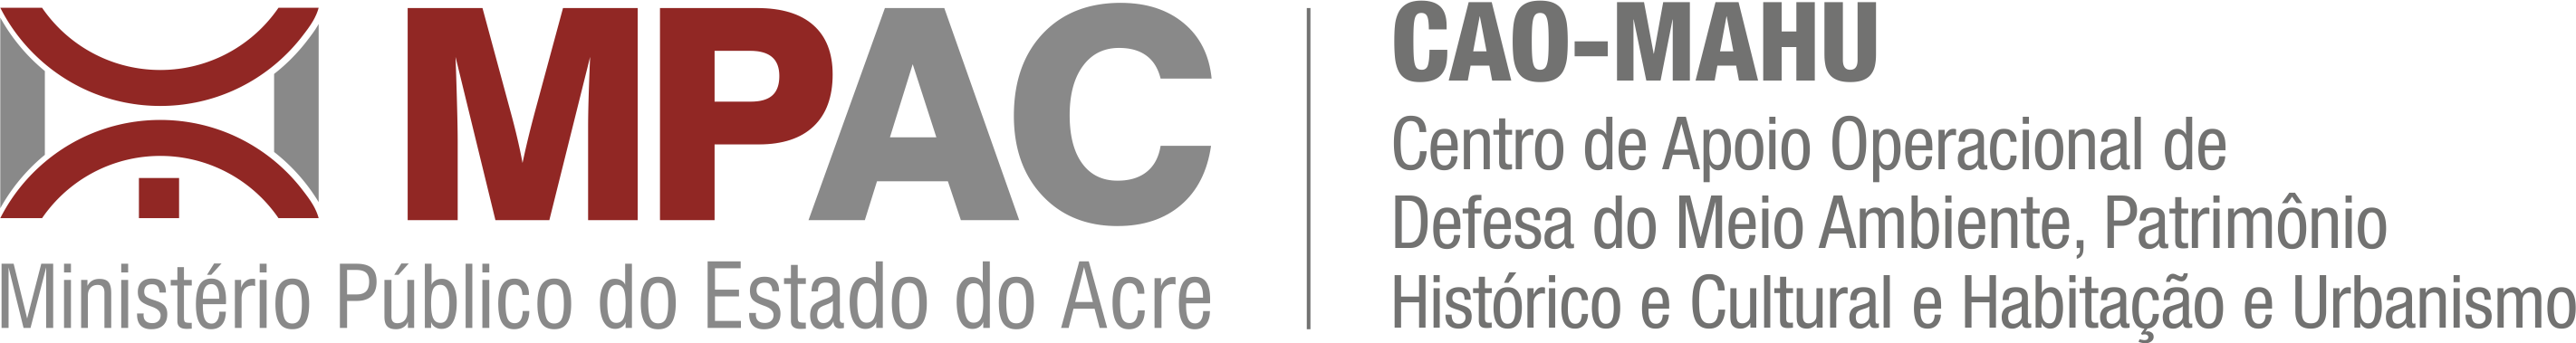 MPAC
Ministério Público do Estado do Acre
CAO-MAHU
Centro de Apoio Operacional de
Defesa do Meio Ambiente, Patrimônio
Histórico e Cultural e Habitação e Urbanismo